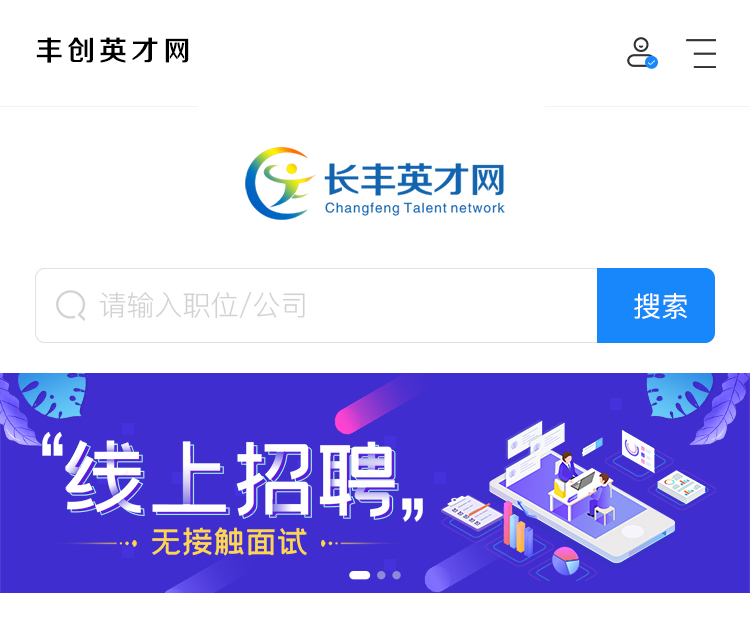 丰创英才网
长丰英才网
Changfeng Talent network
请输入职位/公司
搜索
“线上招聘”
无接触面试